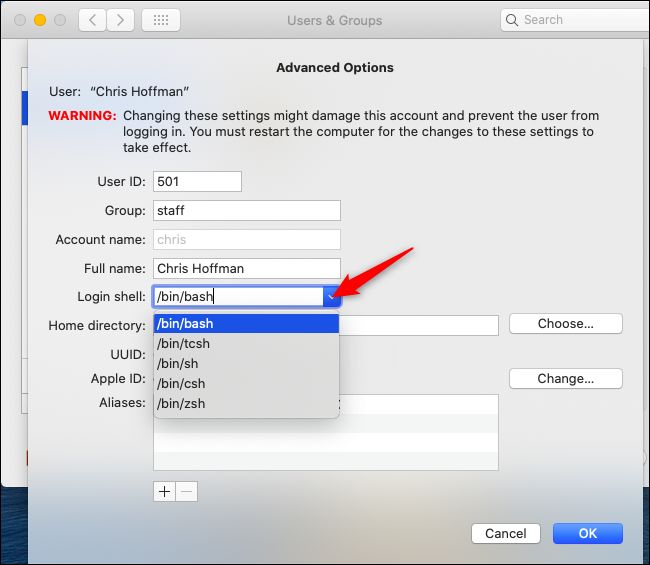 Users & Groups
Search
Advanced Options
User: “Chris Hoffman”
WARNING: Changing these settings might damage this account and prevent the user from
logging in. You must restart the computer for the changes to these settings to
take effect.
User ID: 501
Group: staff
Account name: chris
Full name: Chris Hoffman
Login shell: /bin/bash
/bin/bash
Home directory:
Choose...
/bin/tcsh
UUID:
/bin/sh
Apple ID:
/bin/csh
Change...
Aliases:
/bin/zsh
Cancel
OK